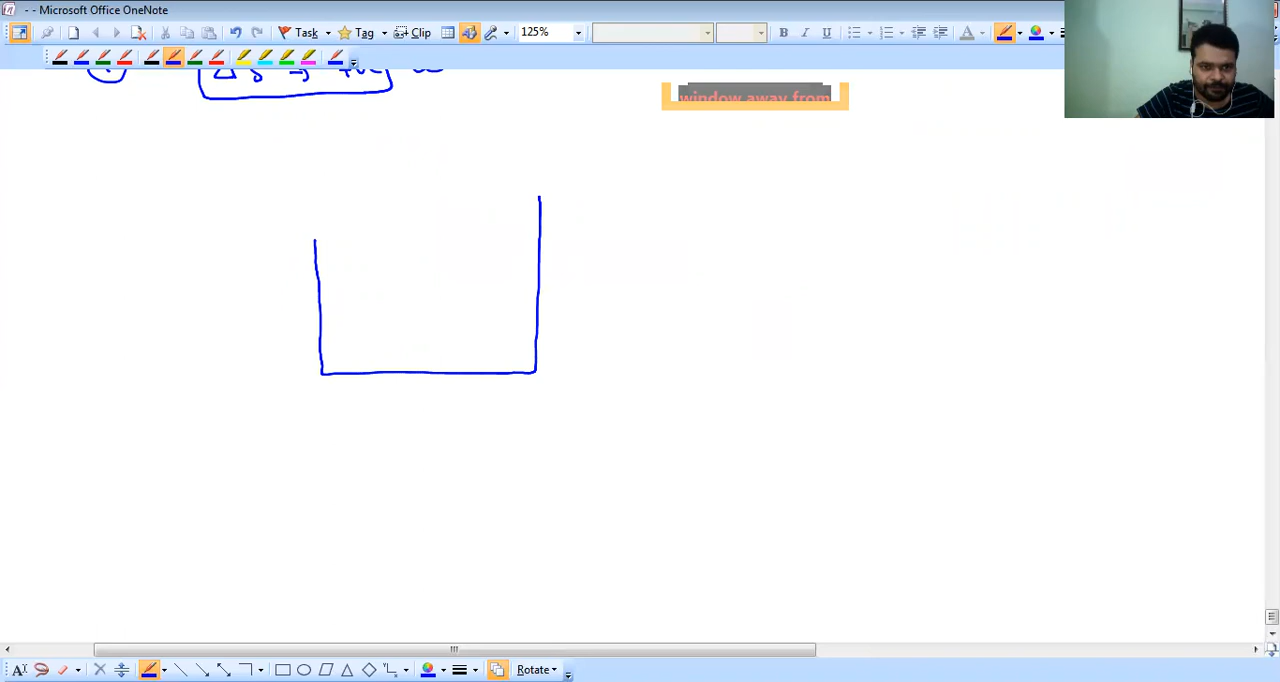 - - Microsoft Office OneNote
Task
Tag
Clip
125%
B I U
A
window away from
A
Rotate